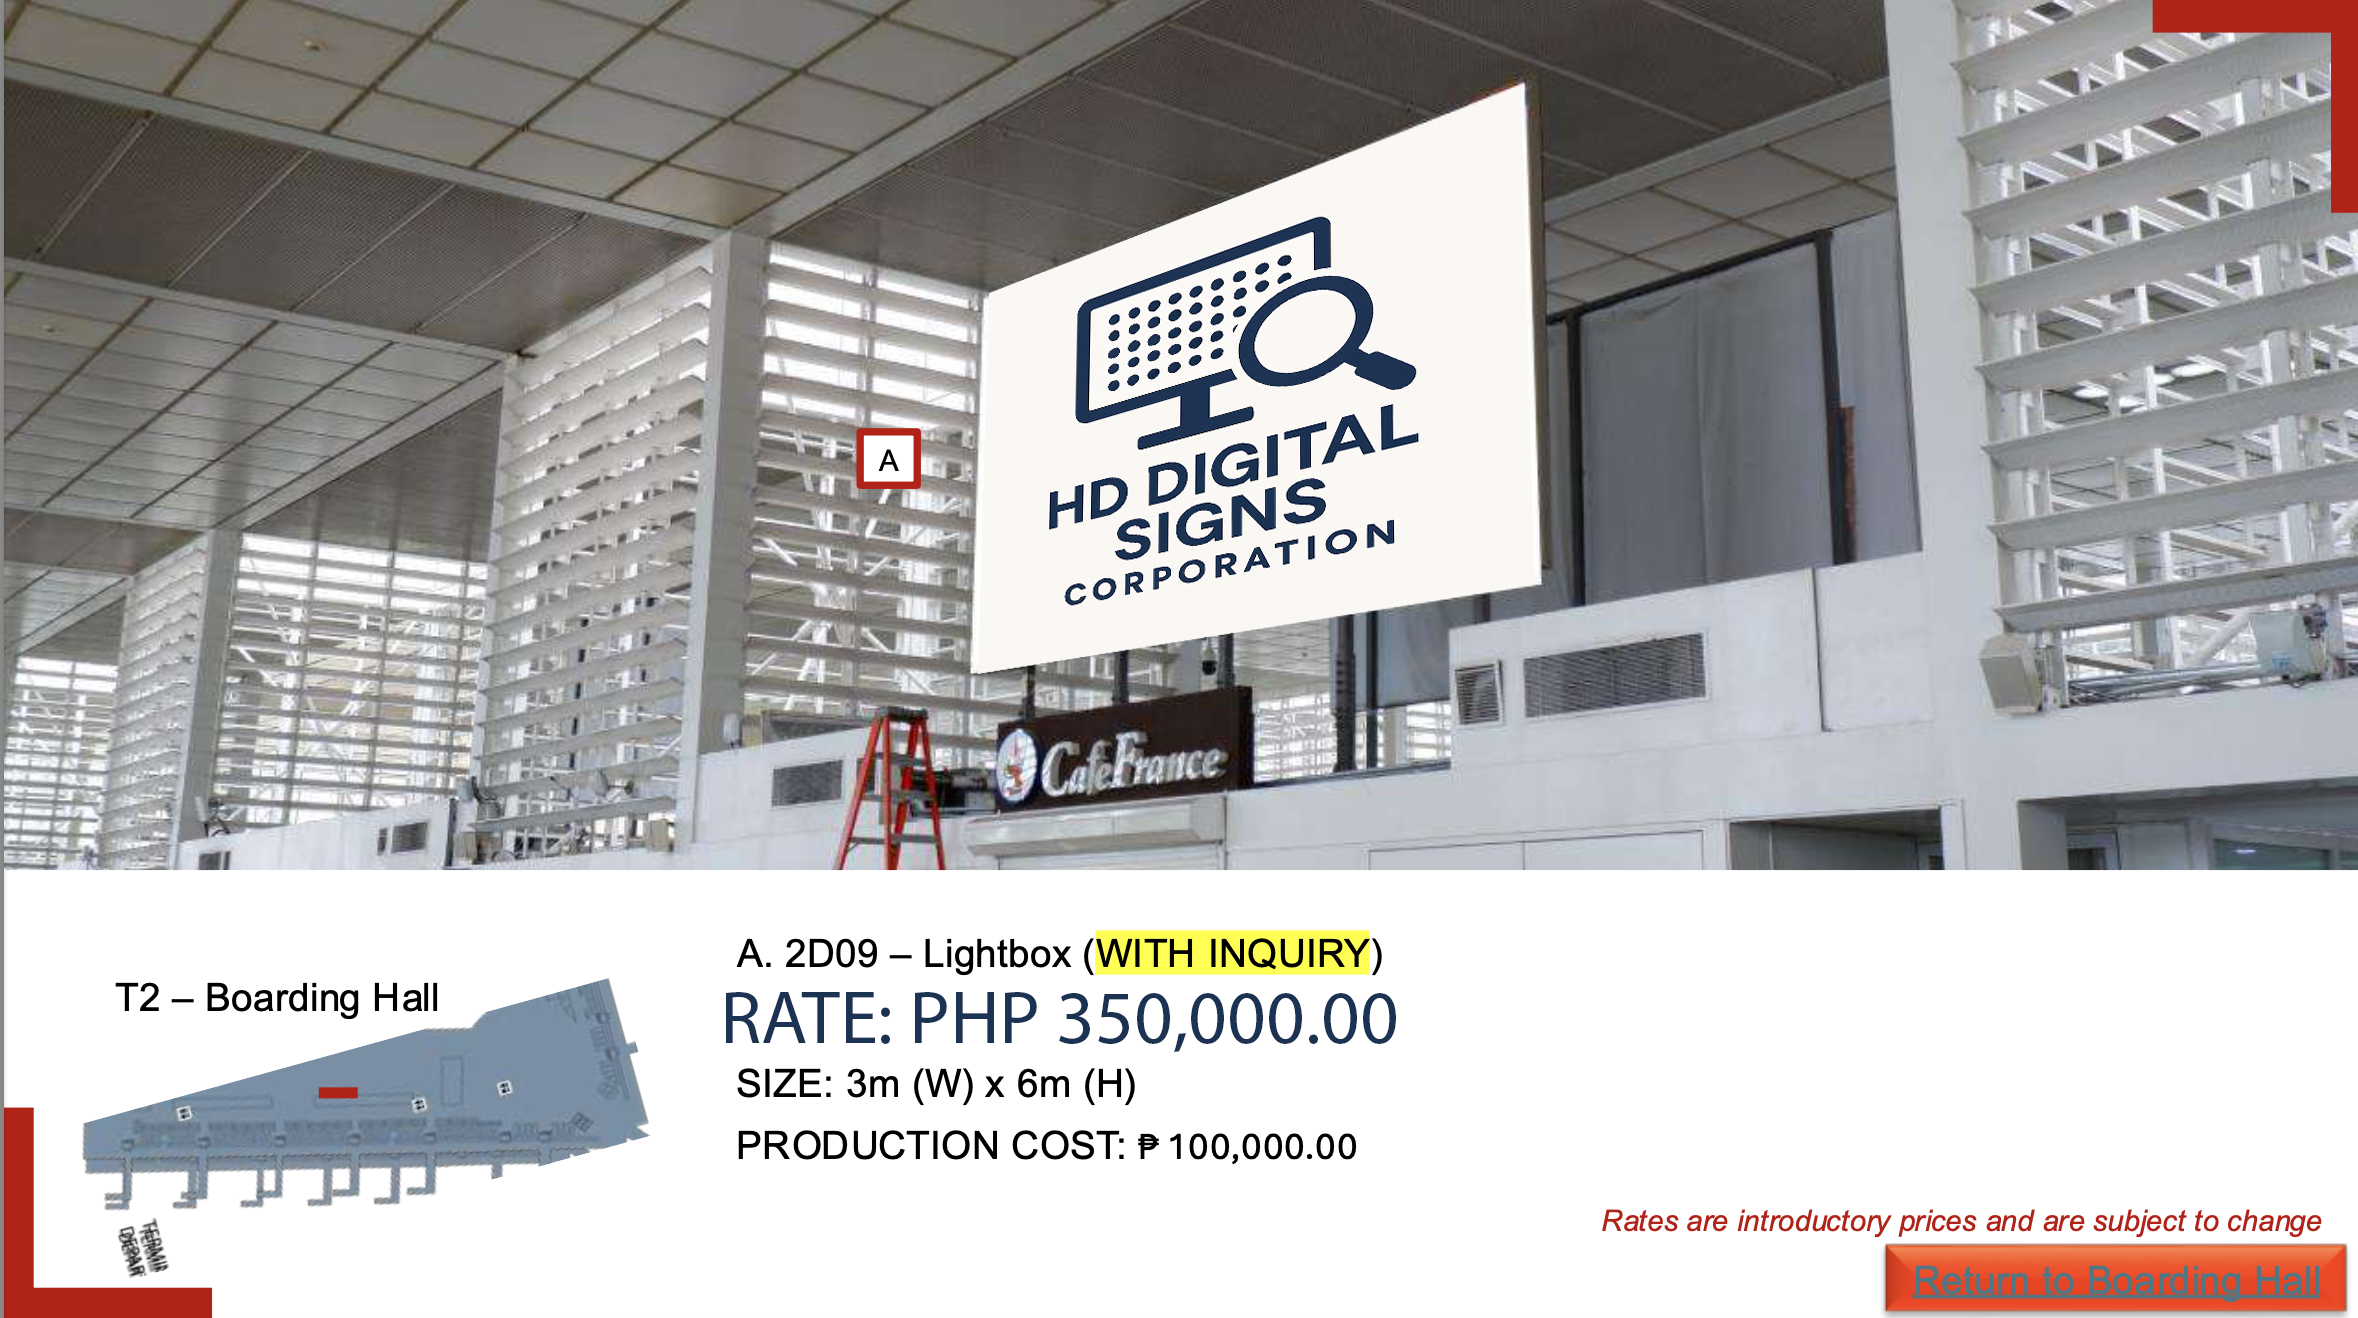 HD DIGITAL
SIGNS
CORPORATION
A
CafeFrance
A. 2D09 – Lightbox (WITH INQUIRY)
T2 – Boarding Hall
RATE: PHP 350,000.00
SIZE: 3m (W) x 6m (H)
PRODUCTION COST: ₱ 100,000.00
Rates are introductory prices and are subject to change
Return to Boarding Hall